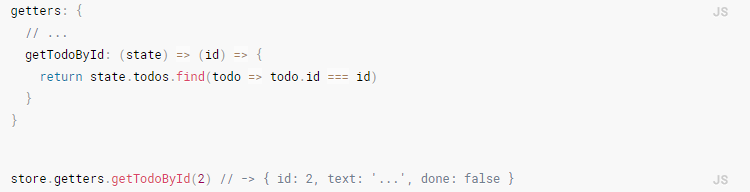 getters: {
JS
  // ...
  getTodoById: (state) => (id) => {
    return state.todos.find(todo => todo.id === id)
  }
}
store.getters.getTodoById(2) // -> { id: 2, text: '...', done: false }
JS